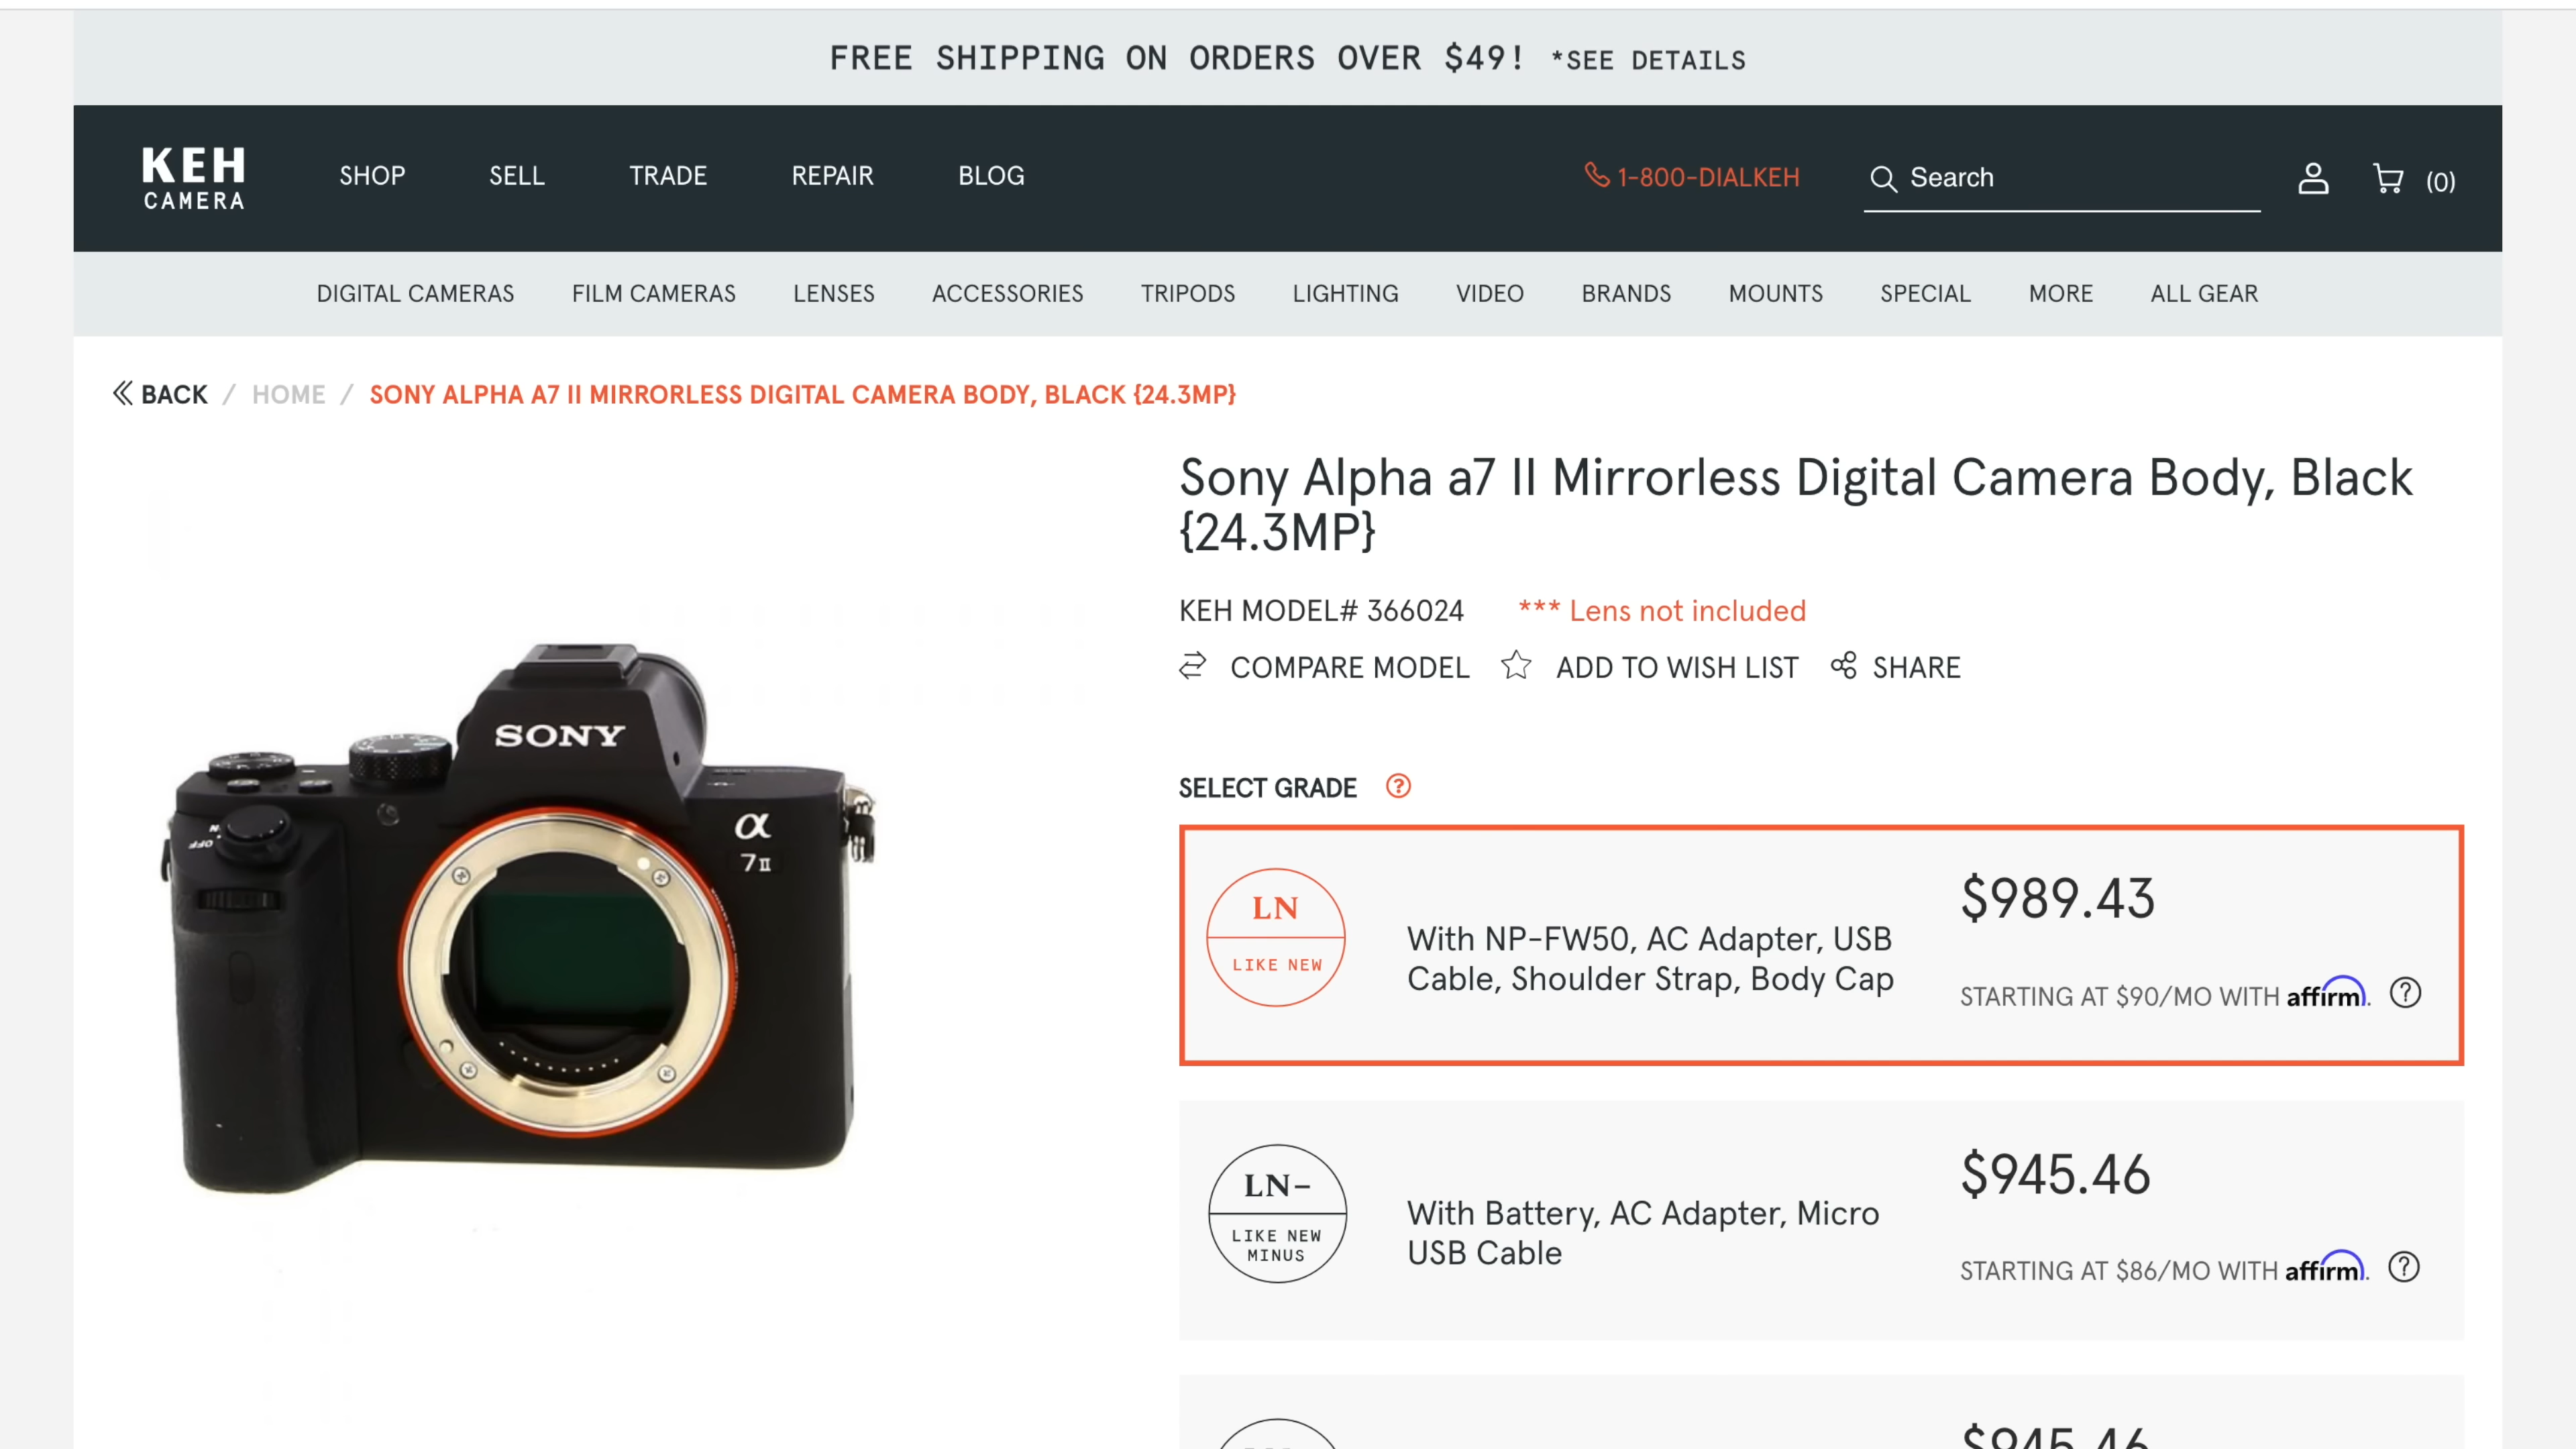 FREE SHIPPING ON ORDERS OVER $49! *SEE DETAILS
KEH
CAMERA
SHOP SELL TRADE REPAIR BLOG 1-800-DIALKEH Search (0)
DIGITAL CAMERAS FILM CAMERAS LENSES ACCESSORIES TRIPODS LIGHTING VIDEO BRANDS MOUNTS SPECIAL MORE ALL GEAR
BACK / HOME / SONY ALPHA A7 II MIRRORLESS DIGITAL CAMERA BODY, BLACK {24.3MP}
Sony Alpha a7 II Mirrorless Digital Camera Body, Black
{24.3MP}
KEH MODEL# 366024 *** Lens not included
COMPARE MODEL ADD TO WISH LIST SHARE
SONY
α
7II
OFF
SELECT GRADE ?
LN
LIKE NEW
With NP-FW50, AC Adapter, USB
Cable, Shoulder Strap, Body Cap
$989.43
STARTING AT $90/MO WITH affirm. ?
LN-
LIKE NEW
MINUS
With Battery, AC Adapter, Micro
USB Cable
$945.46
STARTING AT $86/MO WITH affirm. ?
$945.46